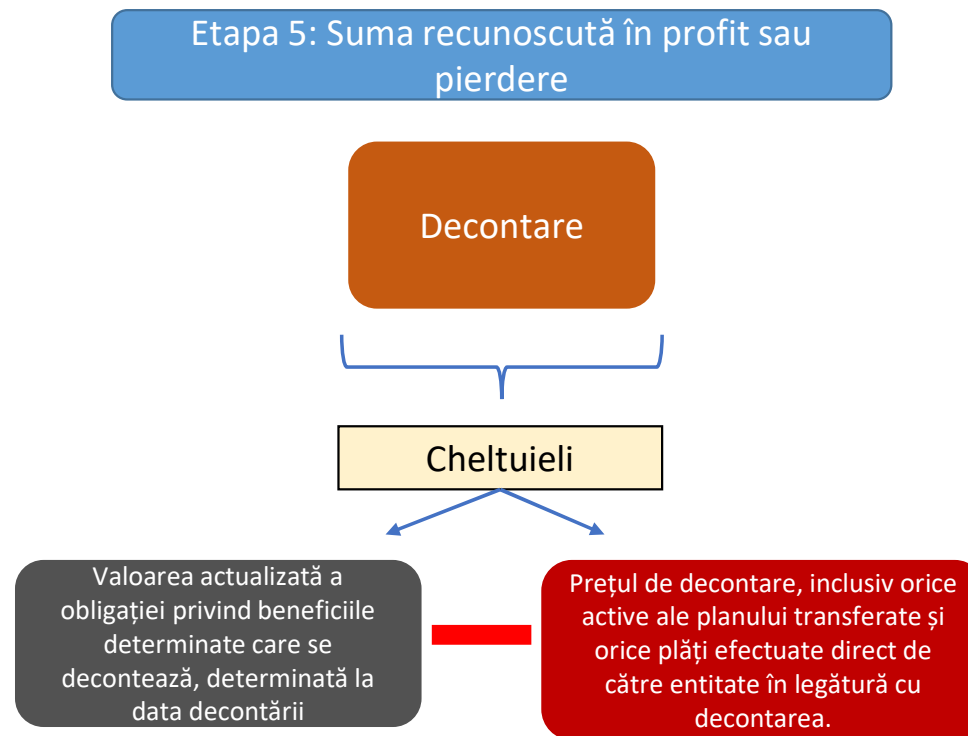 Etapa 5: Suma recunoscută în profit sau
pierdere
Decontare
Cheltuieli
Valoarea actualizată a
obligației privind beneficiile
determinate care se
decontează, determinată la
data decontării
Prețul de decontare, inclusiv orice
active ale planului transferate și
orice plăți efectuate direct de
către entitate în legătură cu
decontarea.